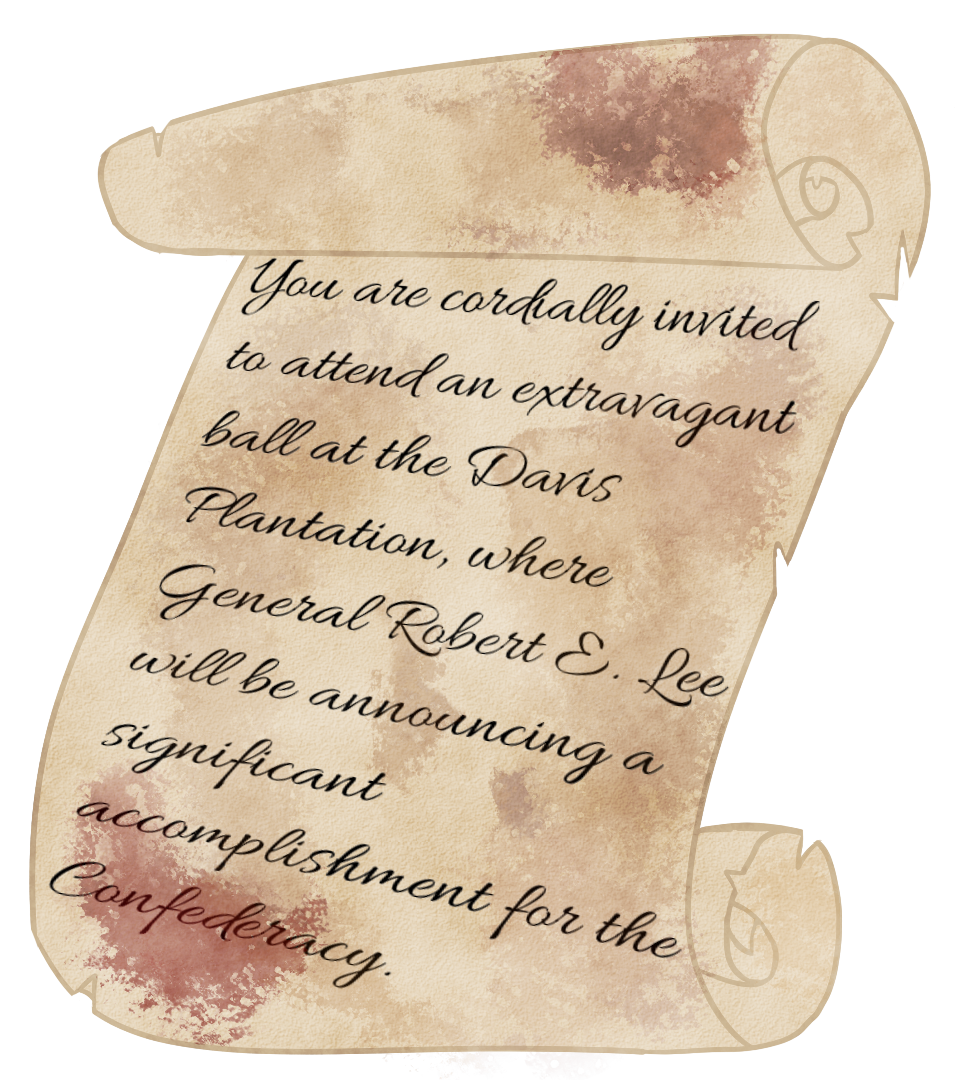 You are cordially invited
to attend an extravagant
ball at the Davis
Plantation, where
General Robert E. Lee
will be announcing a
significant
accomplishment for the
Confederacy.